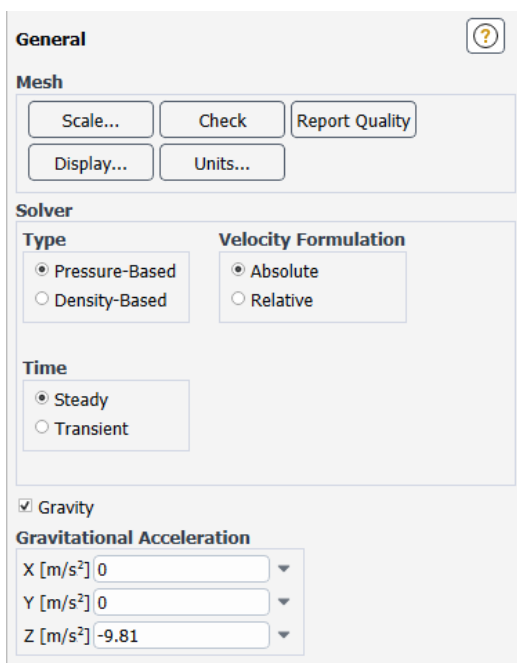 General
?
Mesh
Scale... Check Report Quality
Display... Units...
Solver
Type Velocity Formulation
Pressure-Based Absolute
Density-Based Relative
Time
Steady
Transient
Gravity
Gravitational Acceleration
X [m/s²] 0
Y [m/s²] 0
Z [m/s²] -9.81